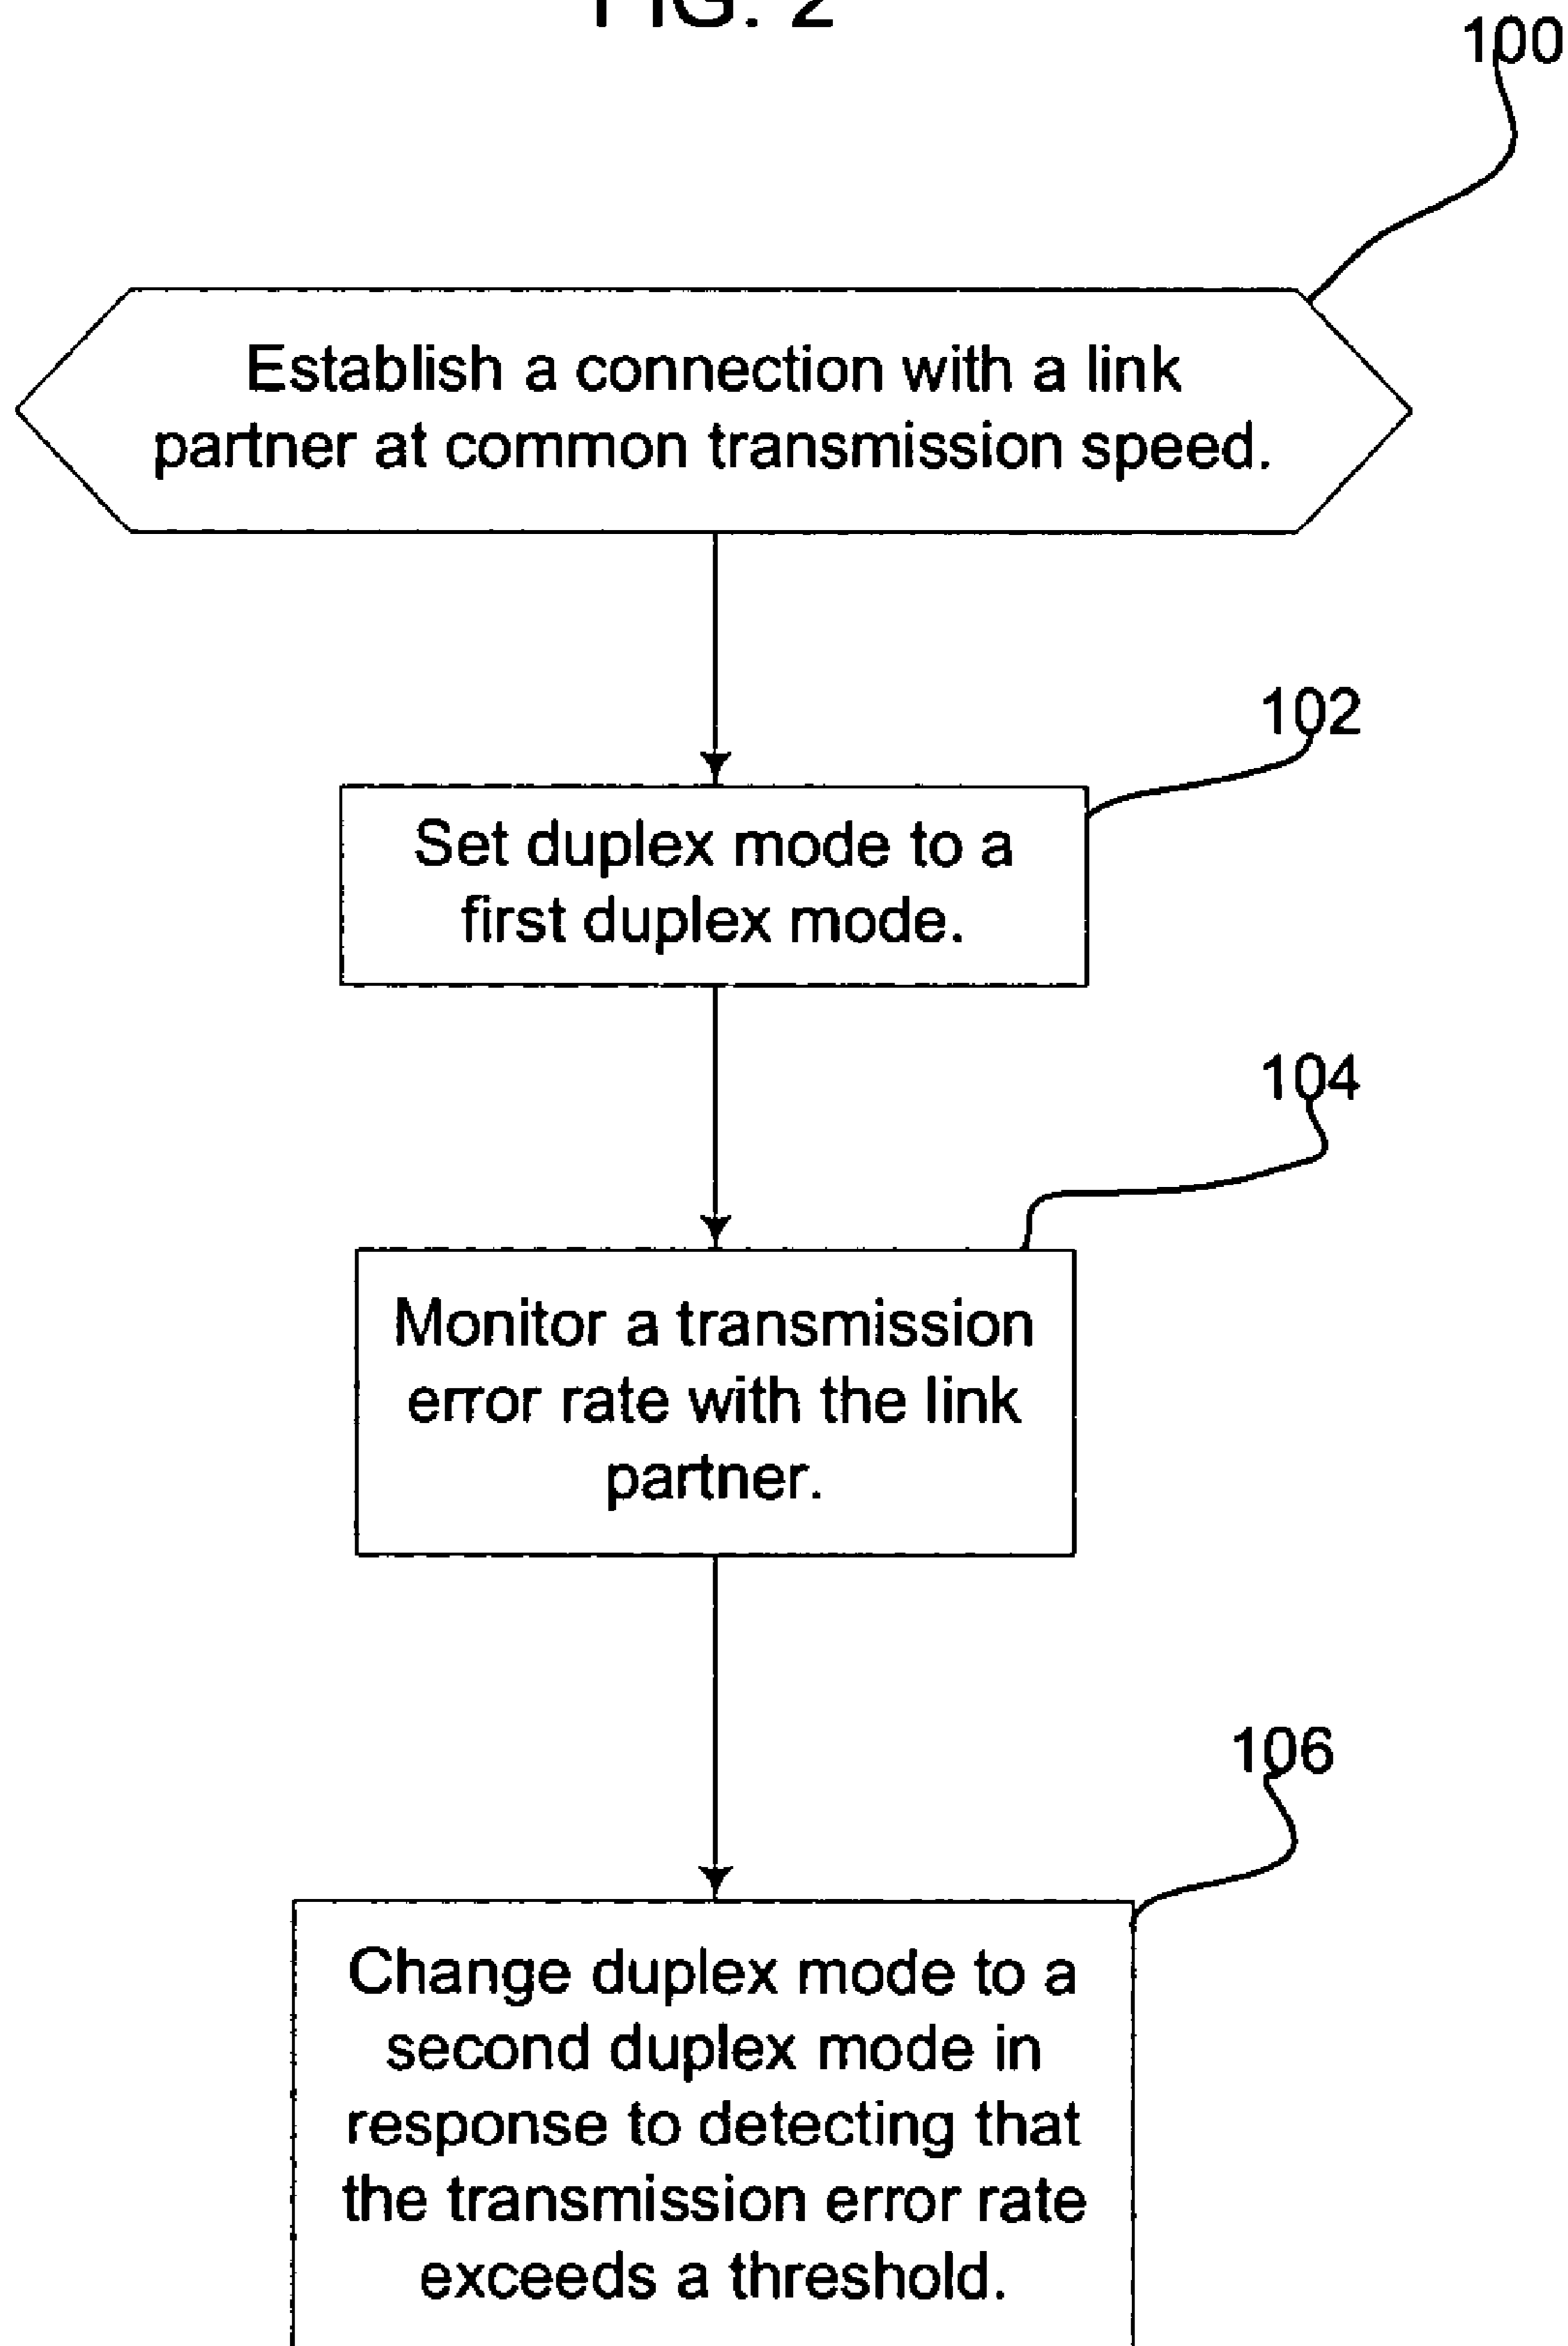 FIG. 2
100
Establish a connection with a link
partner at common transmission speed.
102
Set duplex mode to a
first duplex mode.
104
Monitor a transmission
error rate with the link
partner.
106
Change duplex mode to a
second duplex mode in
response to detecting that
the transmission error rate
exceeds a threshold.